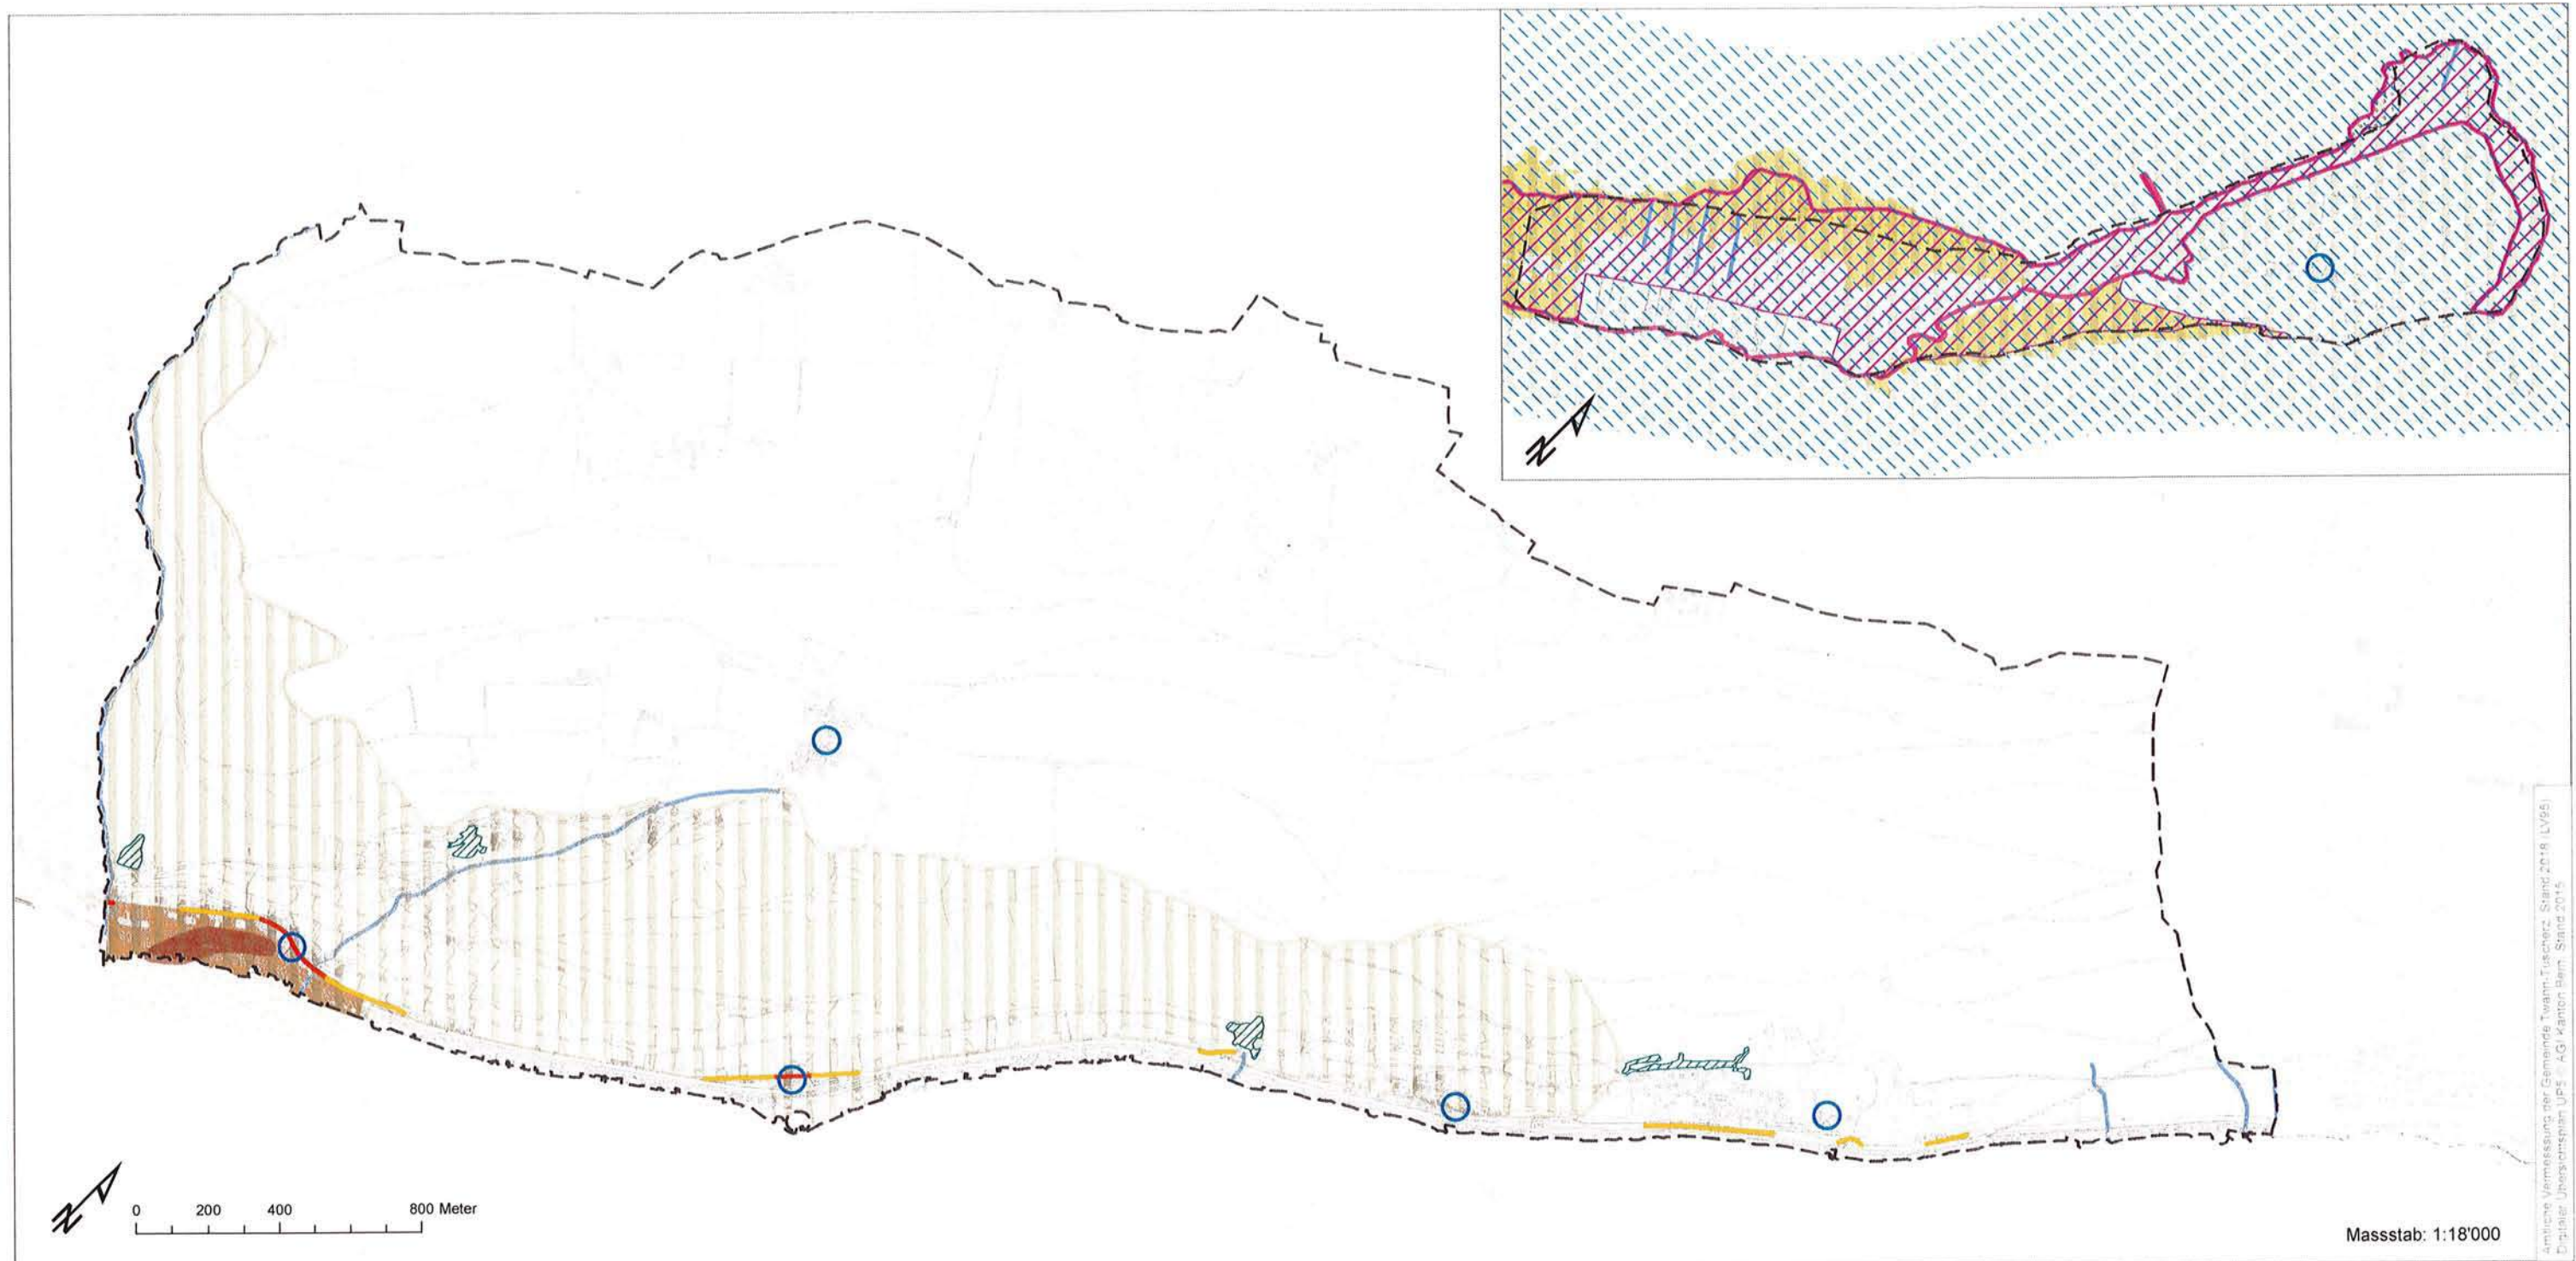 N
N
0 200 400 800 Meter
Massstab: 1:18'000
Amtliche Vermessung der Gemeinde Twann-Tüscherz, Stand 2018 (LV95)
Digitaler Übersichtsplan UP5 © AGI Kanton Bern, Stand 2015